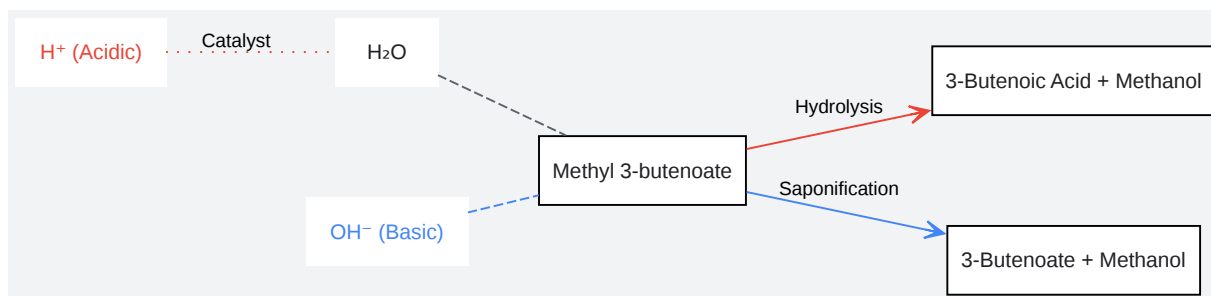 H⁺ (Acidic)
Catalyst
H₂O
3-Butenoic Acid + Methanol
Hydrolysis
Methyl 3-butenoate
Saponification
OH⁻ (Basic)
3-Butenoate + Methanol